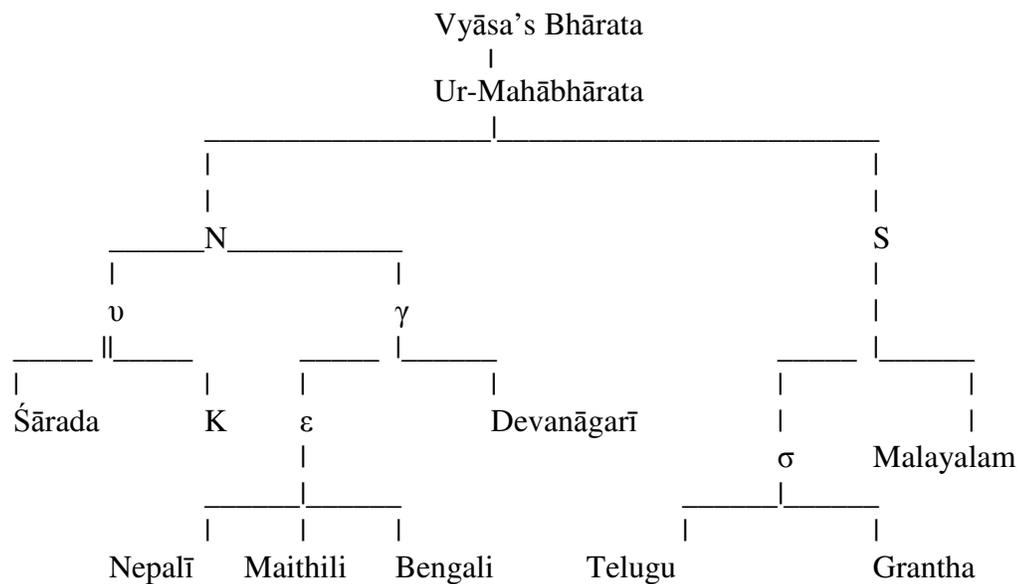 Vyāsa’s Bhārata
Ur-Mahābhārata
N S
υ γ
Śārada K ε Devanāgarī
σ Malayalam
Nepalī Maithili Bengali Telugu Grantha